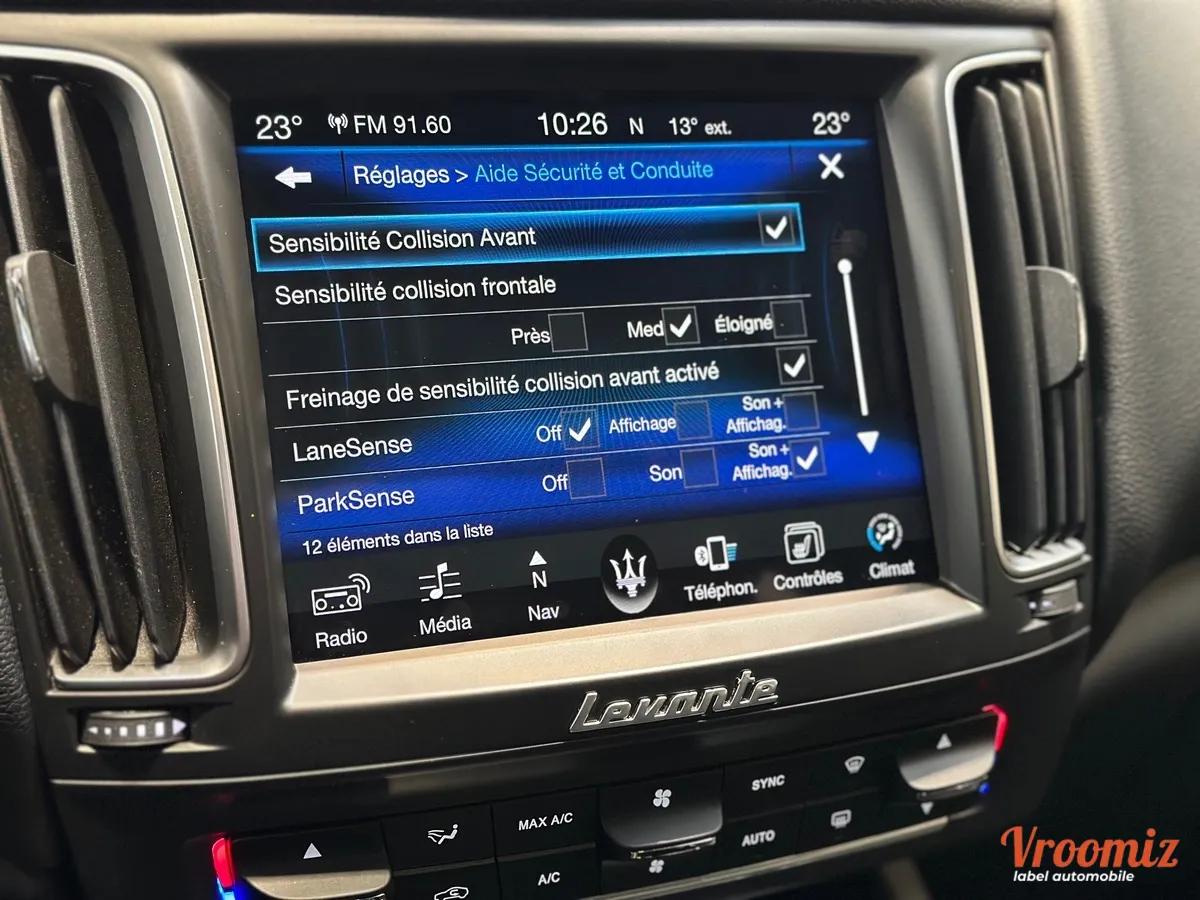 23° FM 91.60 10:26 N 13° ext. 23°
Réglages > Aide Sécurité et Conduite
Sensibilité Collision Avant
Sensibilité collision frontale
Près Med Éloigné
Freinage de sensibilité collision avant activé
LaneSense Off Affichage Son + Affichag.
ParkSense Off Son Son + Affichag.
12 éléments dans la liste
N
Radio Média Nav Téléphon. Contrôles Climat
Levante
MAX A/C SYNC
A/C AUTO
Vroomiz
label automobile